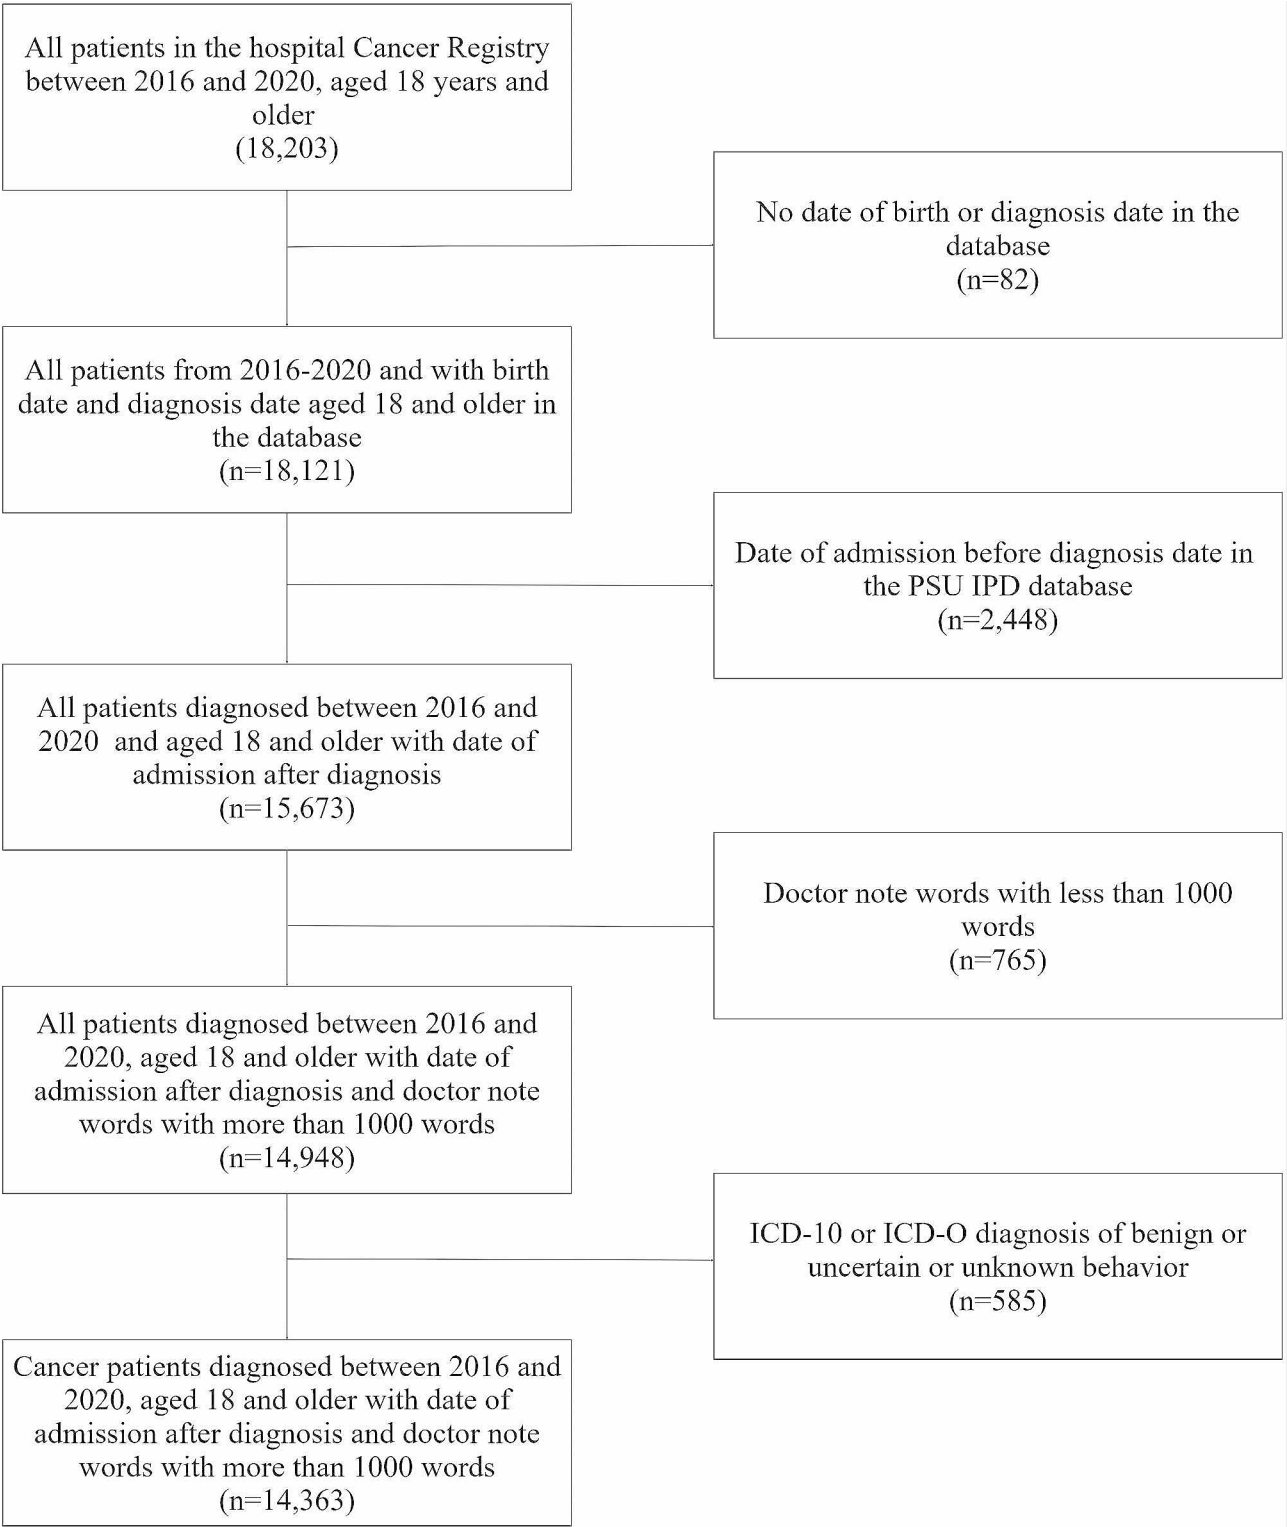 All patients in the hospital Cancer Registry
between 2016 and 2020, aged 18 years and
older
(18,203)
No date of birth or diagnosis date in the
database
(n=82)
All patients from 2016-2020 and with birth
date and diagnosis date aged 18 and older in
the database
(n=18,121)
Date of admission before diagnosis date in
the PSU IPD database
(n=2,448)
All patients diagnosed between 2016 and
2020  and aged 18 and older with date of
admission after diagnosis
(n=15,673)
Doctor note words with less than 1000
words
(n=765)
All patients diagnosed between 2016 and
2020, aged 18 and older with date of
admission after diagnosis and doctor note
words with more than 1000 words
(n=14,948)
ICD-10 or ICD-O diagnosis of benign or
uncertain or unknown behavior
(n=585)
Cancer patients diagnosed between 2016 and
2020, aged 18 and older with date of
admission after diagnosis and doctor note
words with more than 1000 words
(n=14,363)